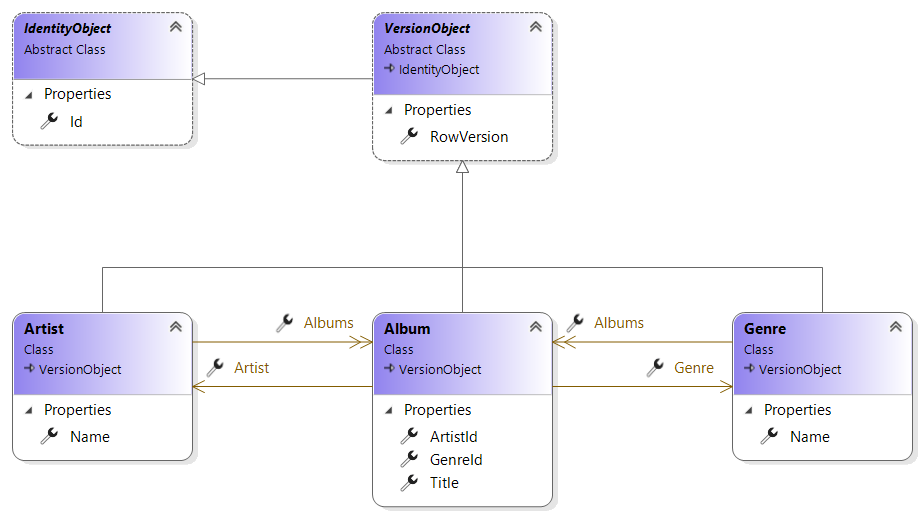 IdentityObject
Abstract Class
Properties
Id
VersionObject
Abstract Class
IdentityObject
Properties
RowVersion
Artist
Class
VersionObject
Properties
Name
Albums
Artist
Album
Class
VersionObject
Properties
ArtistId
GenreId
Title
Albums
Genre
Genre
Class
VersionObject
Properties
Name